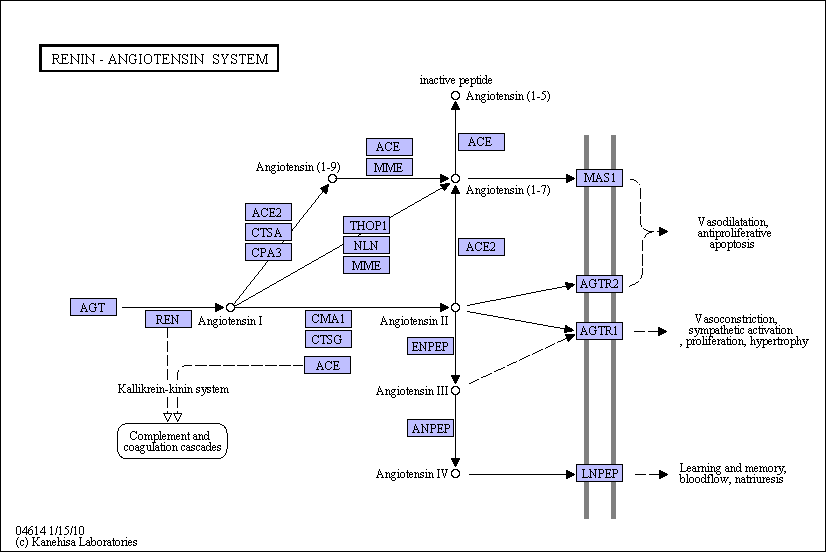 RENIN - ANGIOTENSIN SYSTEM
inactive peptide
Angiotensin (1-5)
ACE
ACE
MME
Angiotensin (1-9)
Angiotensin (1-7)
MAS1
ACE2
CTSA
CPA3
THOP1
NLN
MME
ACE2
Vasodilatation,
antiproliferative
apoptosis
AGTR2
AGT
REN
Angiotensin I
CMA1
CTSG
ACE
Angiotensin II
AGTR1
Vasoconstriction,
sympathetic activation
, proliferation, hypertrophy
ENPEP
Kallikrein-kinin system
Angiotensin III
Complement and
coagulation cascades
ANPEP
Angiotensin IV
LNPEP
Learning and memory,
bloodflow, natriuresis
04614 1/15/10
(c) Kanehisa Laboratories